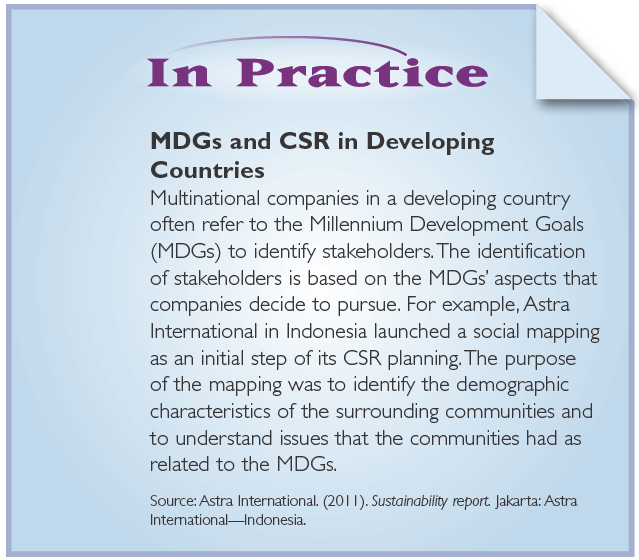 In Practice
MDGs and CSR in Developing
Countries
Multinational companies in a developing country
often refer to the Millennium Development Goals
(MDGs) to identify stakeholders. The identification
of stakeholders is based on the MDGs’ aspects that
companies decide to pursue. For example, Astra
International in Indonesia launched a social mapping
as an initial step of its CSR planning. The purpose
of the mapping was to identify the demographic
characteristics of the surrounding communities and
to understand issues that the communities had as
related to the MDGs.
Source: Astra International. (2011). Sustainability report. Jakarta: Astra
International—Indonesia.